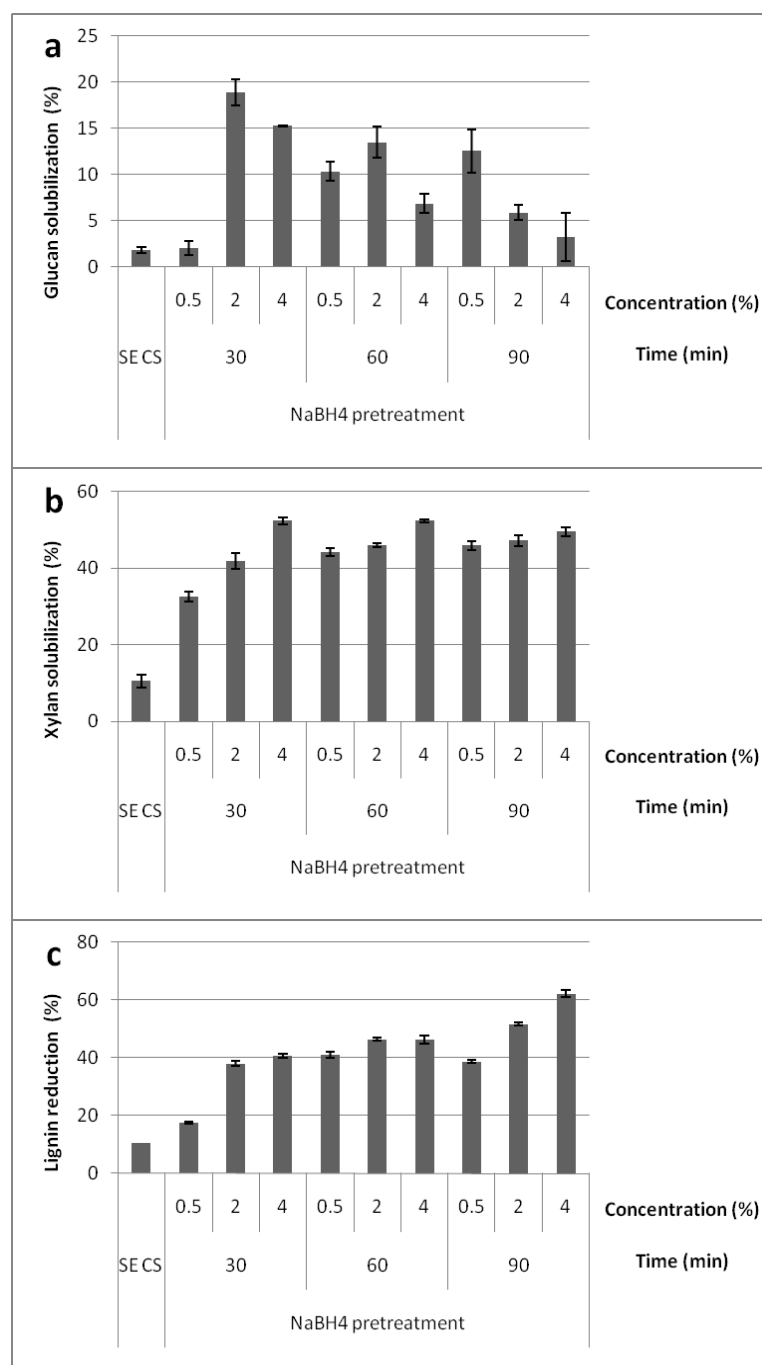 a
25
20
15
10
5
0
Glucan solubilization (%)
0.5 2 4 0.5 2 4 0.5 2 4 Concentration (%)
SE CS 30 60 90 Time (min)
NaBH4 pretreatment
b
60
40
20
0
Xylan solubilization (%)
0.5 2 4 0.5 2 4 0.5 2 4 Concentration (%)
SE CS 30 60 90 Time (min)
NaBH4 pretreatment
c
80
60
40
20
0
Lignin reduction (%)
0.5 2 4 0.5 2 4 0.5 2 4 Concentration (%)
SE CS 30 60 90 Time (min)
NaBH4 pretreatment